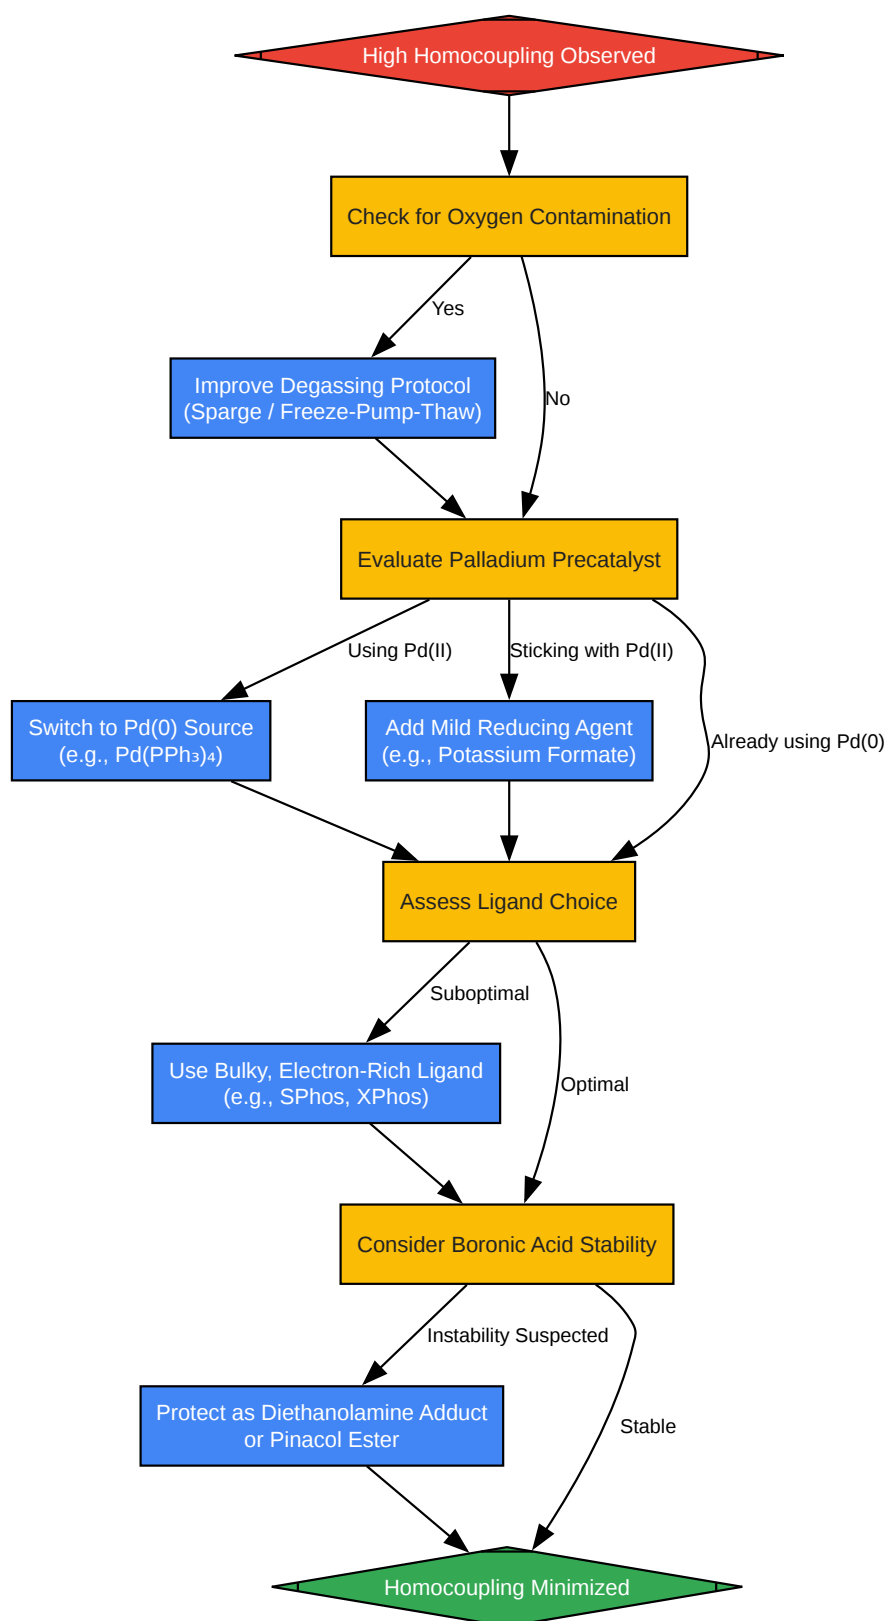 High Homocoupling Observed
Check for Oxygen Contamination
Yes
Improve Degassing Protocol
(Sparge / Freeze-Pump-Thaw)
No
Evaluate Palladium Precatalyst
Using Pd(II)
Sticking with Pd(II)
Switch to Pd(0) Source
(e.g., Pd(PPh₃)₄)
Add Mild Reducing Agent
(e.g., Potassium Formate)
Already using Pd(0)
Assess Ligand Choice
Suboptimal
Use Bulky, Electron-Rich Ligand
(e.g., SPhos, XPhos)
Optimal
Consider Boronic Acid Stability
Instability Suspected
Protect as Diethanolamine Adduct
or Pinacol Ester
Stable
Homocoupling Minimized